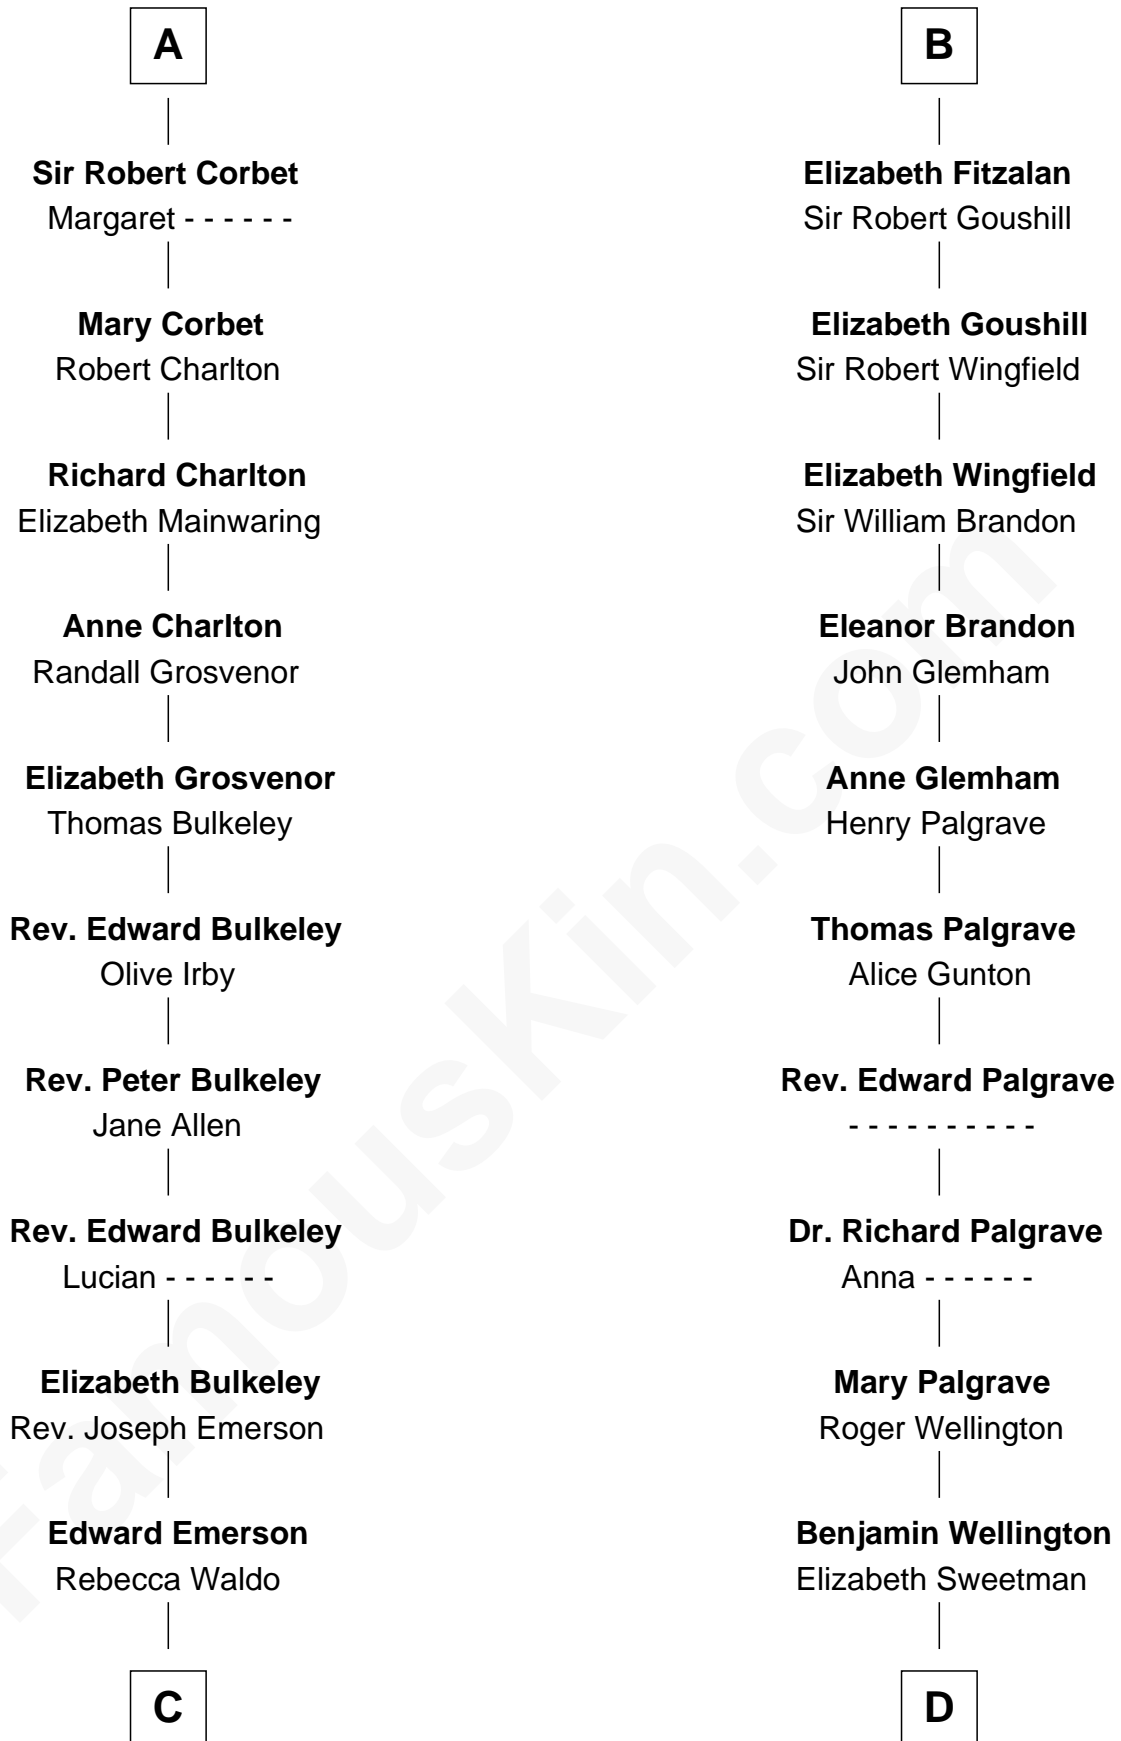 A
Sir Robert Corbet
Margaret - - - - - -
Mary Corbet
Robert Charlton
Richard Charlton
Elizabeth Mainwaring
Anne Charlton
Randall Grosvenor
Elizabeth Grosvenor
Thomas Bulkeley
Rev. Edward Bulkeley
Olive Irby
Rev. Peter Bulkeley
Jane Allen
Rev. Edward Bulkeley
Lucian - - - - - -
Elizabeth Bulkeley
Rev. Joseph Emerson
Edward Emerson
Rebecca Waldo
C
B
Elizabeth Fitzalan
Sir Robert Goushill
Elizabeth Goushill
Sir Robert Wingfield
Elizabeth Wingfield
Sir William Brandon
Eleanor Brandon
John Glemham
Anne Glemham
Henry Palgrave
Thomas Palgrave
Alice Gunton
Rev. Edward Palgrave
- - - - - - - - - -
Dr. Richard Palgrave
Anna - - - - - -
Mary Palgrave
Roger Wellington
Benjamin Wellington
Elizabeth Sweetman
D
FamousKin.com